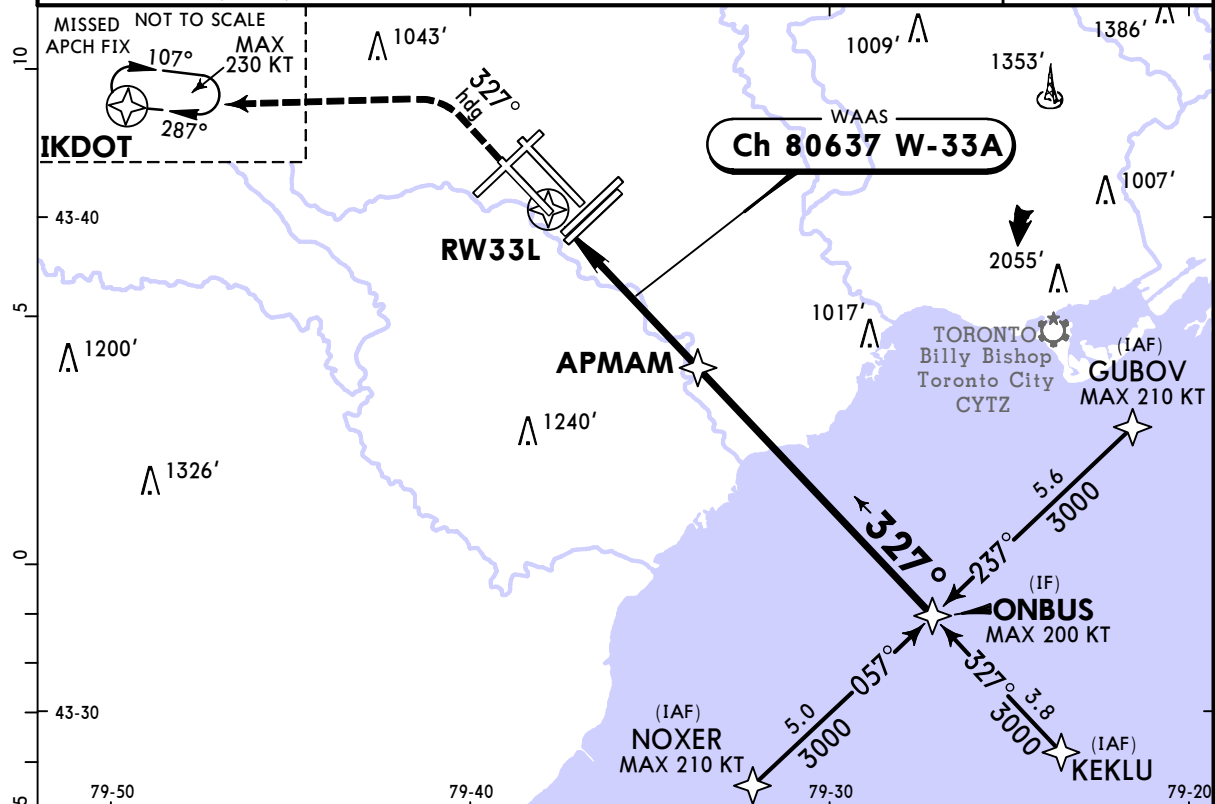 MISSED
APCH FIX
NOT TO SCALE
MAX
230 KT
107°
287°
IKDOT
1043'
327°
hdg
1009'
1386'
1353'
WAAS
Ch 80637 W-33A
1007'
10
43-40
RW33L
2055'
5
1017'
TORONTO
Billy Bishop
Toronto City
CYTZ
(IAF)
GUBOV
MAX 210 KT
1200'
APMAM
1240'
1326'
5.6
3000
237°
327°
0
(IF)
ONBUS
MAX 200 KT
057°
5.0
3000
327°
3.8
3000
43-30
(IAF)
NOXER
MAX 210 KT
(IAF)
KEKLU
5
79-50
79-40
79-30
79-20